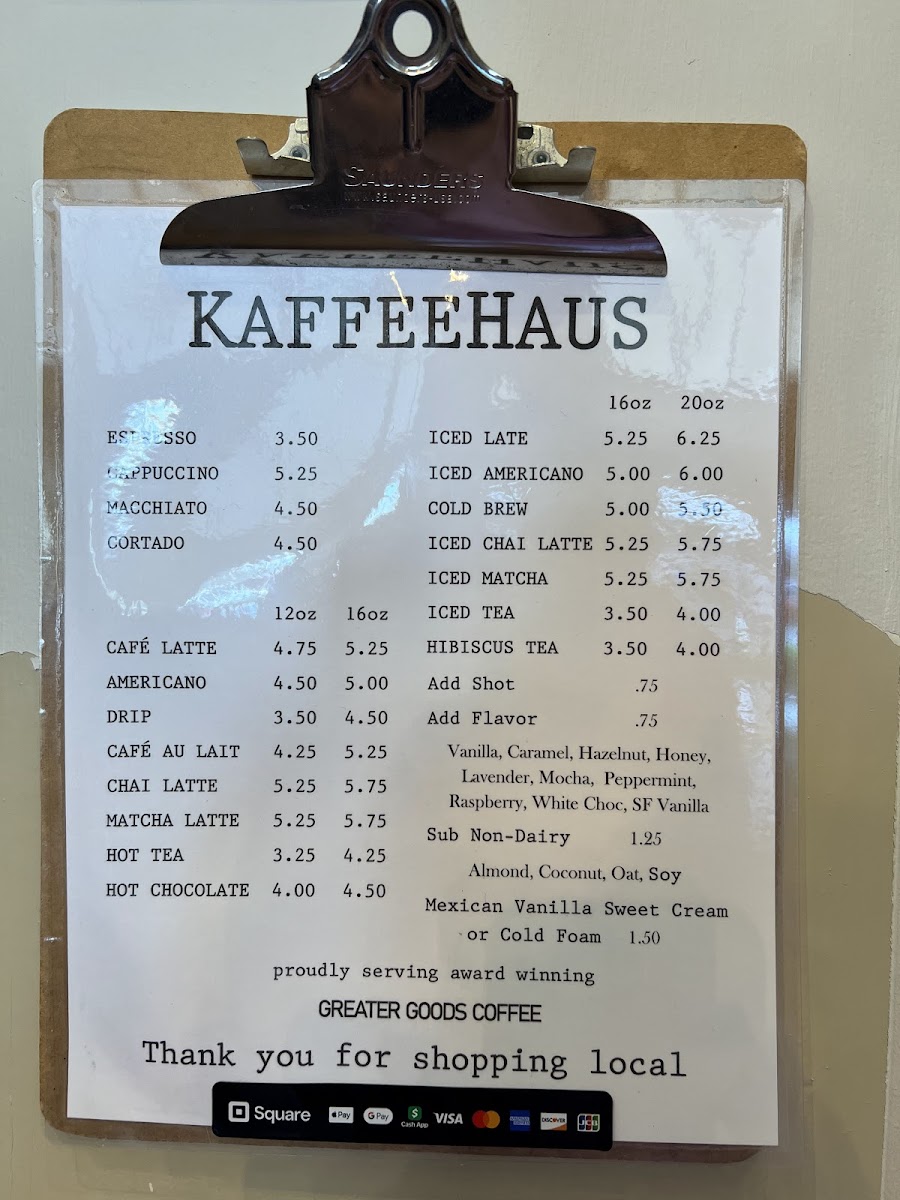 SAUNDERS
www.saunders-usa.com
KAFFEEHAUS
ESPRESSO 3.50
CAPPUCCINO 5.25
MACCHIATO 4.50
CORTADO 4.50
12oz 16oz
CAFÉ LATTE 4.75 5.25
AMERICANO 4.50 5.00
DRIP 3.50 4.50
CAFÉ AU LAIT 4.25 5.25
CHAI LATTE 5.25 5.75
MATCHA LATTE 5.25 5.75
HOT TEA 3.25 4.25
HOT CHOCOLATE 4.00 4.50
16oz 20oz
ICED LATE 5.25 6.25
ICED AMERICANO 5.00 6.00
COLD BREW 5.00 5.50
ICED CHAI LATTE 5.25 5.75
ICED MATCHA 5.25 5.75
ICED TEA 3.50 4.00
HIBISCUS TEA 3.50 4.00
Add Shot .75
Add Flavor .75
Vanilla, Caramel, Hazelnut, Honey,
Lavender, Mocha, Peppermint,
Raspberry, White Choc, SF Vanilla
Sub Non-Dairy 1.25
Almond, Coconut, Oat, Soy
Mexican Vanilla Sweet Cream
or Cold Foam 1.50
proudly serving award winning
GREATER GOODS COFFEE
Thank you for shopping local
Square Pay G Pay Cash App VISA DISCOVER JCB